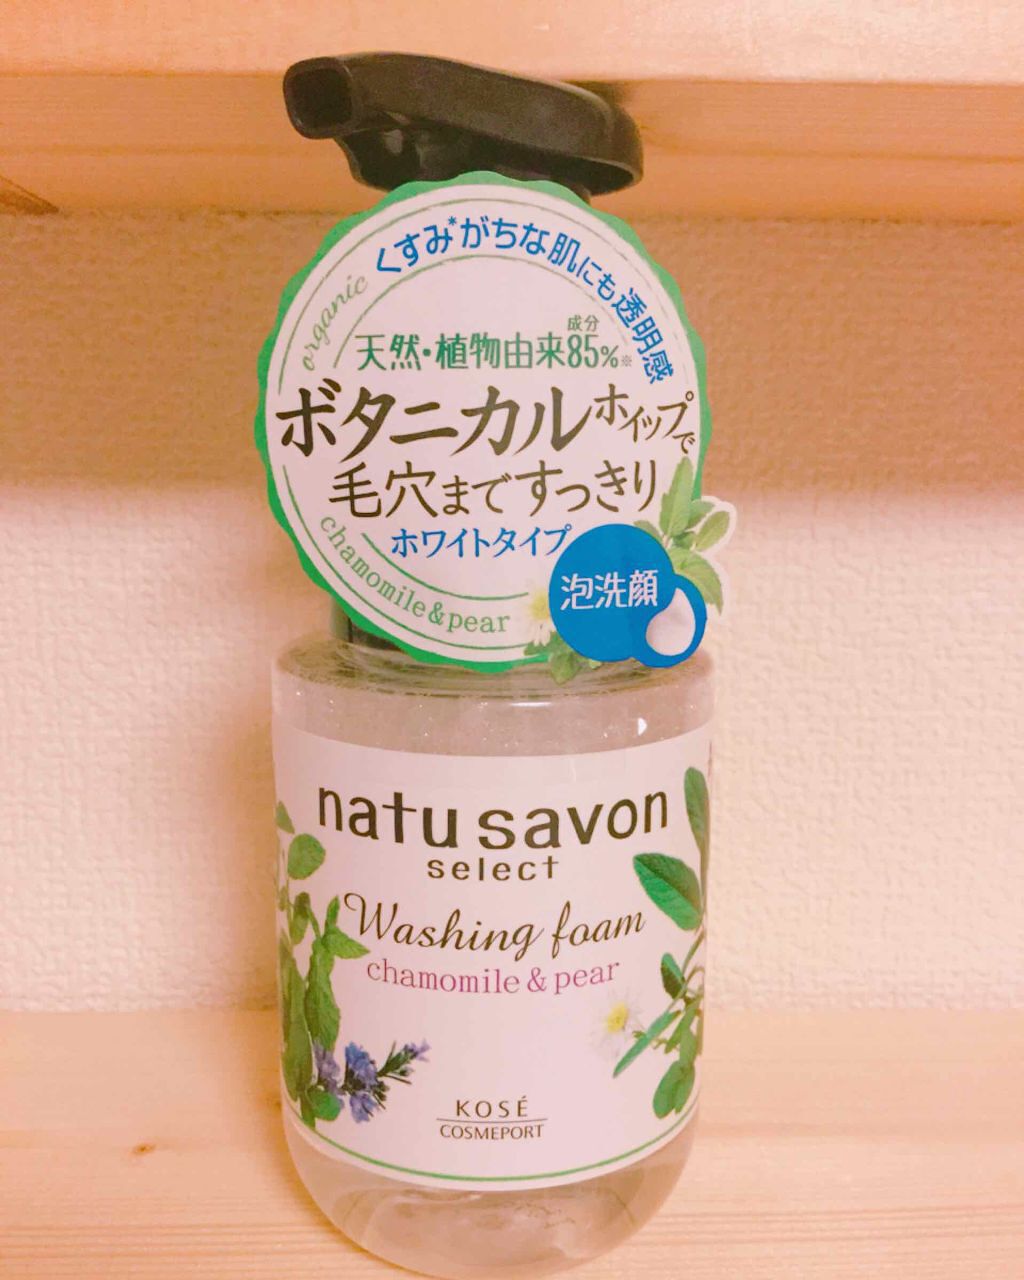 くすみ*がちな肌にも透明感
organic
成分
天然・植物由来85%※
ボタニカルホイップで
毛穴まですっきり
ホワイトタイプ
chamomile&pear
泡洗顔
natu savon
select
Washing foam
chamomile & pear
KOSÉ
COSMEPORT